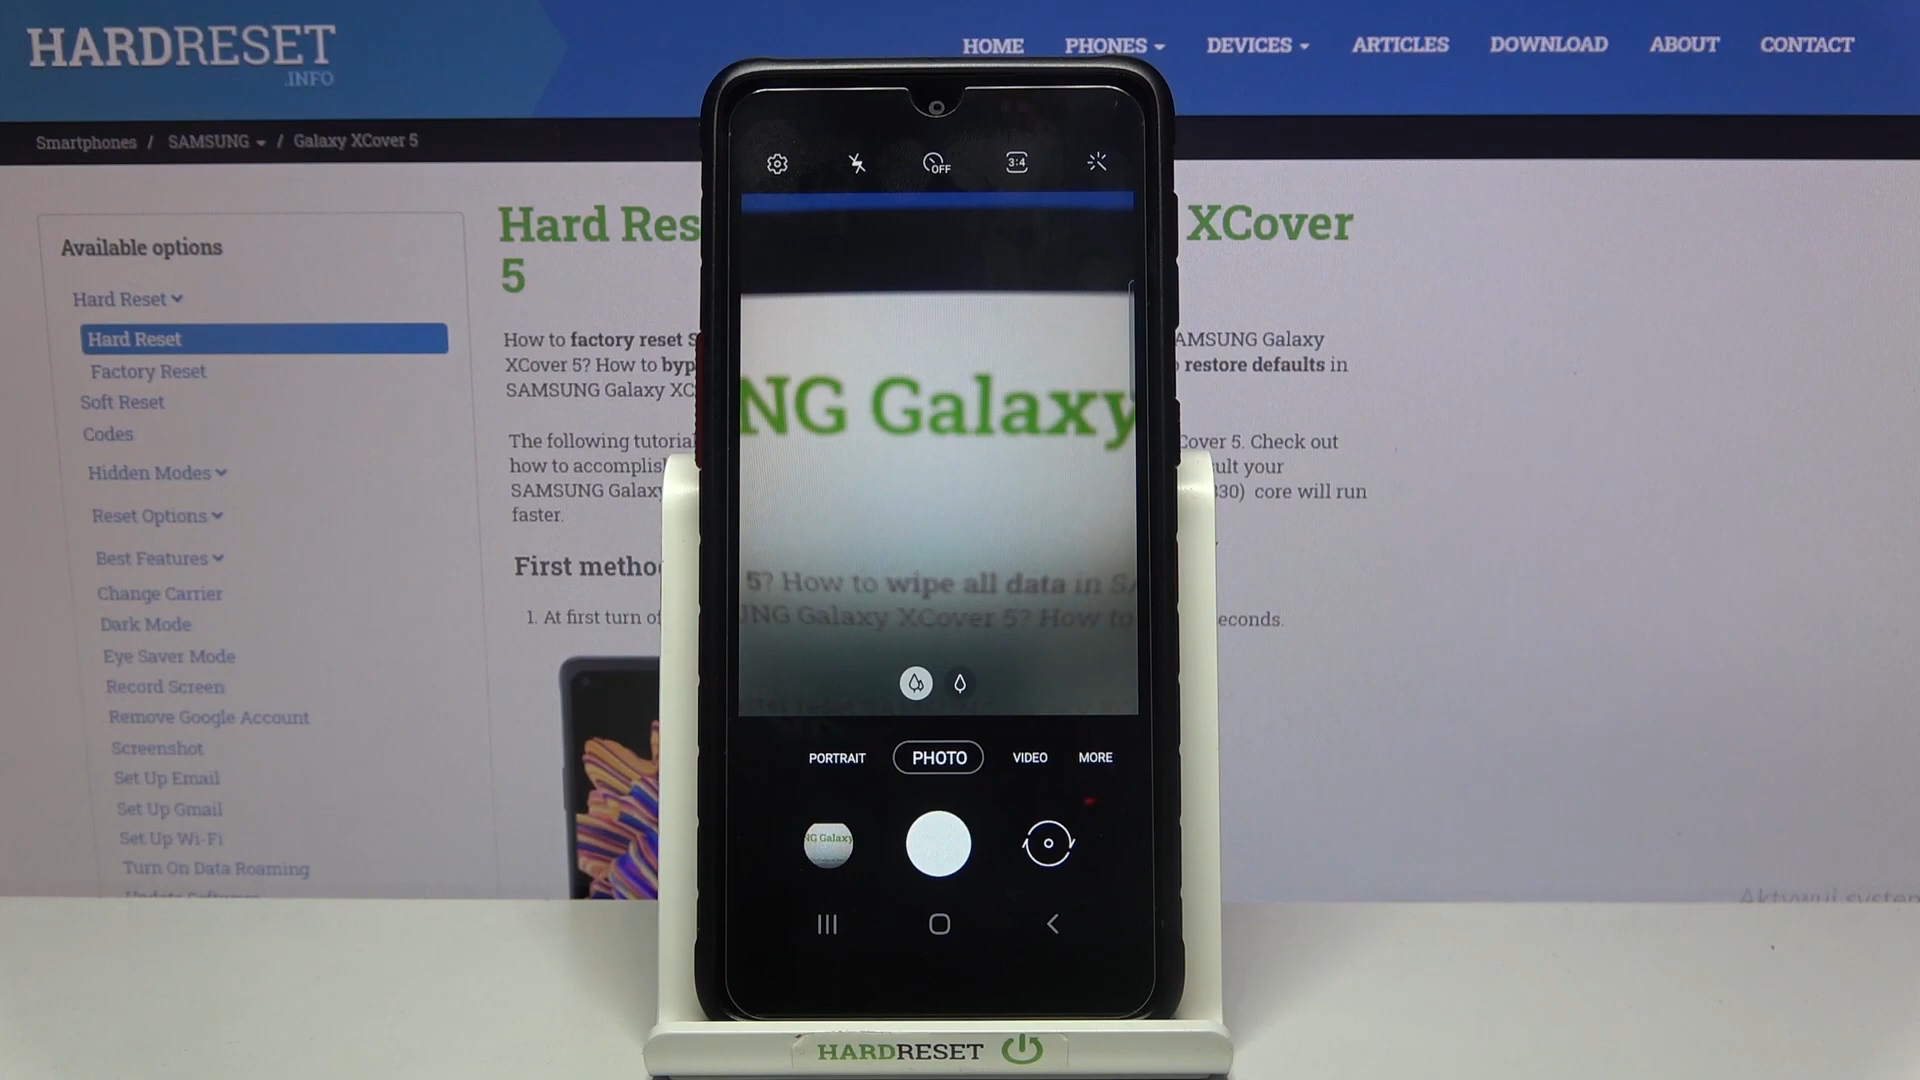 HARDRESET
.INFO
HOME PHONES DEVICES ARTICLES DOWNLOAD ABOUT CONTACT
Smartphones / SAMSUNG / Galaxy XCover 5
Available options
Hard Reset
Hard Reset
Factory Reset
Soft Reset
Codes
Hidden Modes
Reset Options
Best Features
Change Carrier
Dark Mode
Eye Saver Mode
Record Screen
Remove Google Account
Screenshot
Set Up Email
Set Up Gmail
Set Up Wi-Fi
Turn On Data Roaming
Hard Res XCover
5
How to factory reset S AMSUNG Galaxy
XCover 5? How to byp restore defaults in
SAMSUNG Galaxy XC
The following tutoria Cover 5. Check out
how to accomplis ult your
SAMSUNG Galaxy 30) core will run
faster.
First metho
1. At first turn of econds.
OFF 3:4
NG Galaxy
5? How to wipe all data in SA
UNG Galaxy XCover 5? How to
PORTRAIT PHOTO VIDEO MORE
NG Galaxy
Aktywuj system
HARDRESET